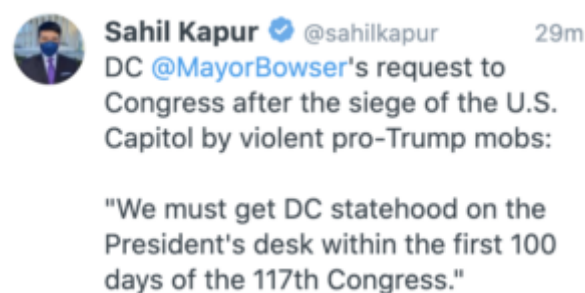 Sahil Kapur @sahilkapur 29m
DC @MayorBowser's request to
Congress after the siege of the U.S.
Capitol by violent pro-Trump mobs:
"We must get DC statehood on the
President's desk within the first 100
days of the 117th Congress."